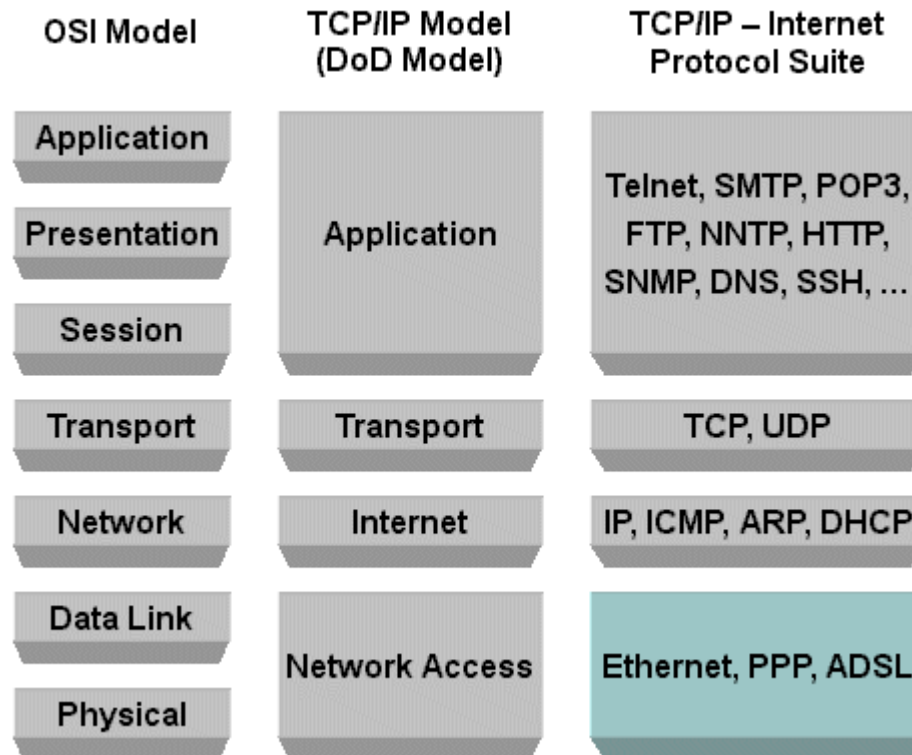 OSI Model
TCP/IP Model
(DoD Model)
TCP/IP – Internet
Protocol Suite
Application
Presentation
Session
Transport
Network
Data Link
Physical
Application
Transport
Internet
Network Access
Telnet, SMTP, POP3,
FTP, NNTP, HTTP,
SNMP, DNS, SSH, ...
TCP, UDP
IP, ICMP, ARP, DHCP
Ethernet, PPP, ADSL